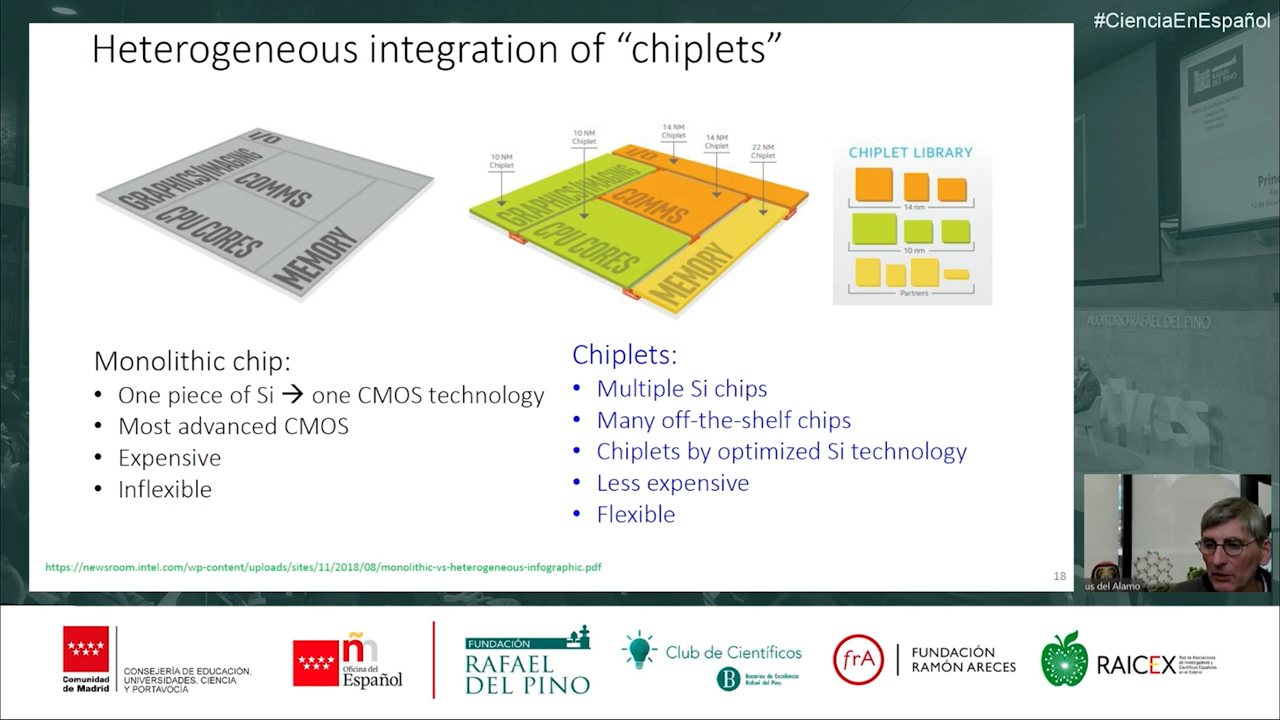 #CienciaEnEspañol
Heterogeneous integration of “chiplets”
I/O
GRAPHICS/IMAGING
COMMS
CPU CORES
MEMORY
10 NM
Chiplet
10 NM
Chiplet
14 NM
Chiplet
14 NM
Chiplet
22 NM
Chiplet
I/O
GRAPHICS/IMAGING
COMMS
CPU CORES
MEMORY
CHIPLET LIBRARY
14 nm
10 nm
Partners
Monolithic chip:
• One piece of Si → one CMOS technology
• Most advanced CMOS
• Expensive
• Inflexible
Chiplets:
• Multiple Si chips
• Many off-the-shelf chips
• Chiplets by optimized Si technology
• Less expensive
• Flexible
https://newsroom.intel.com/wp-content/uploads/sites/11/2018/08/monolithic-vs-heterogeneous-infographic.pdf
18
RAFAEL
DEL PINO
Prin
AUDITORIO RAFAEL DEL PINO
us del Alamo
Comunidad
de Madrid
CONSEJERÍA DE EDUCACIÓN,
UNIVERSIDADES, CIENCIA
Y PORTAVOCÍA
ñ
Oficina del
Español
FUNDACIÓN
RAFAEL
DEL PINO
Club de Científicos
B
Becarios de Excelencia
Rafael del Pino
frA
FUNDACIÓN
RAMÓN ARECES
RAICEX
Red de Asociaciones
de Investigadores y
Científicos Españoles
en el Exterior